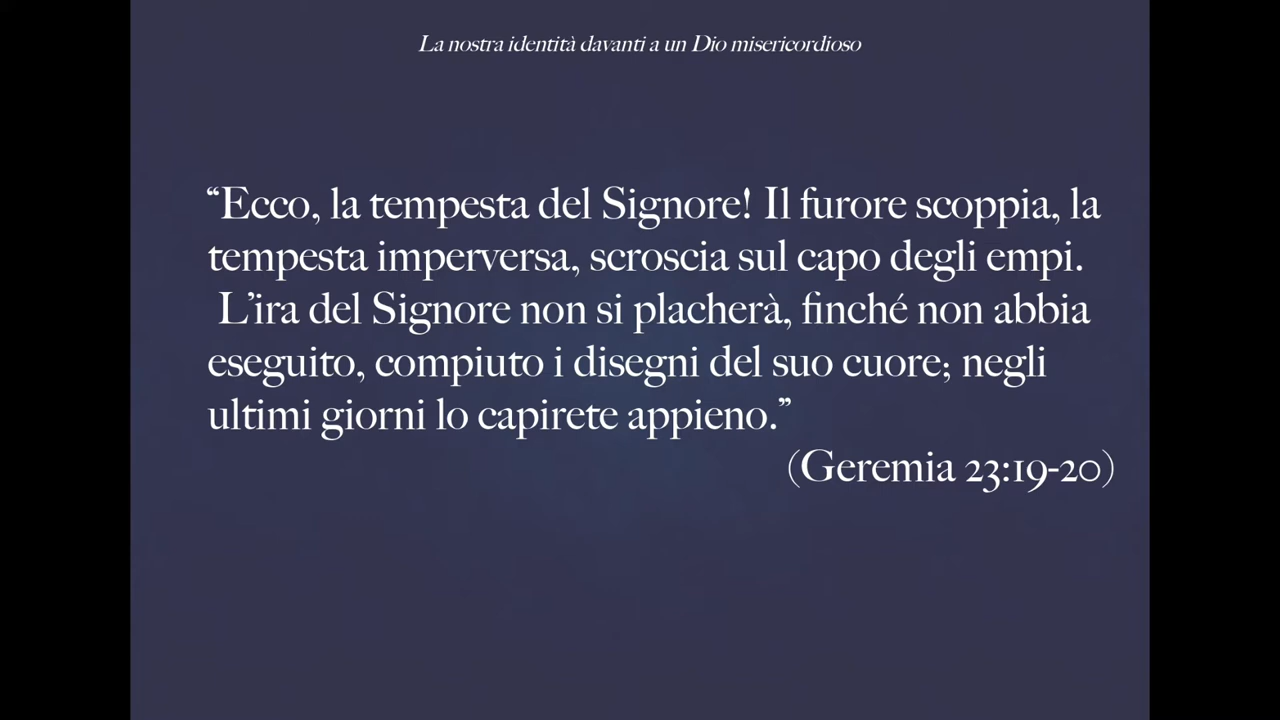 La nostra identità davanti a un Dio misericordioso
“Ecco, la tempesta del Signore! Il furore scoppia, la
tempesta imperversa, scroscia sul capo degli empi.
L’ira del Signore non si placherà, finché non abbia
eseguito, compiuto i disegni del suo cuore; negli
ultimi giorni lo capirete appieno.”
(Geremia 23:19-20)